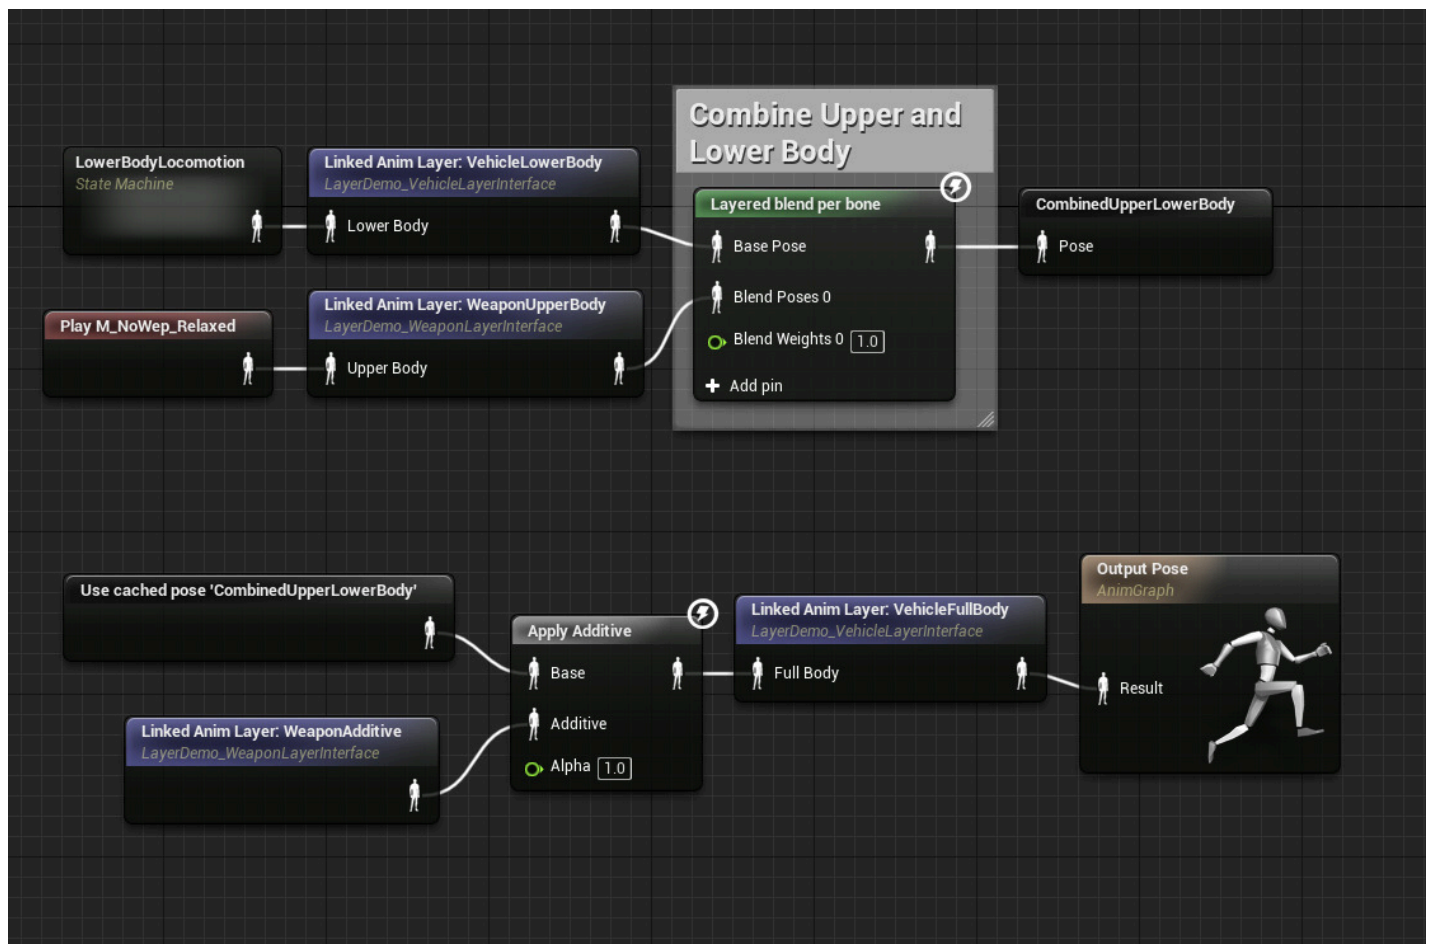 Combine Upper and
Lower Body
LowerBodyLocomotion
State Machine
Linked Anim Layer: VehicleLowerBody
LayerDemo_VehicleLayerInterface
Lower Body
Layered blend per bone
Base Pose
Blend Poses 0
Blend Weights 0 1.0
Add pin
CombinedUpperLowerBody
Pose
Play M_NoWep_Relaxed
Linked Anim Layer: WeaponUpperBody
LayerDemo_WeaponLayerInterface
Upper Body
Use cached pose 'CombinedUpperLowerBody'
Linked Anim Layer: WeaponAdditive
LayerDemo_WeaponLayerInterface
Apply Additive
Base
Additive
Alpha 1.0
Linked Anim Layer: VehicleFullBody
LayerDemo_VehicleLayerInterface
Full Body
Output Pose
AnimGraph
Result